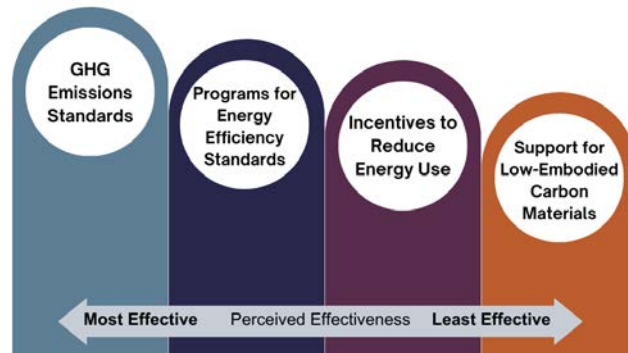 GHG
Emissions
Standards
Programs for
Energy
Efficiency
Standards
Incentives to
Reduce
Energy Use
Support for
Low-Embodied
Carbon
Materials
Most Effective Perceived Effectiveness Least Effective